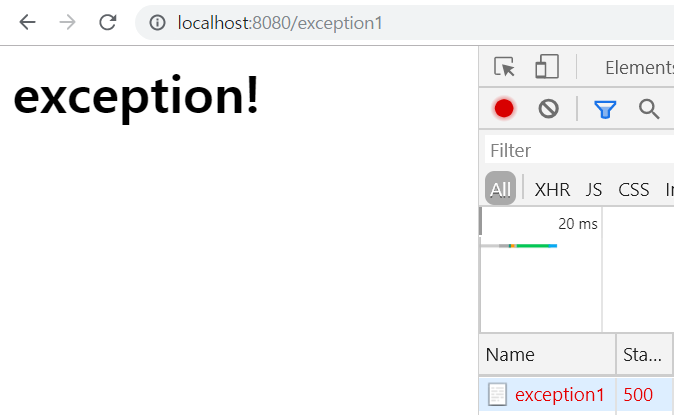 localhost:8080/exception1
exception!
Elements
Filter
All XHR JS CSS
20 ms
Name Sta...
exception1 500